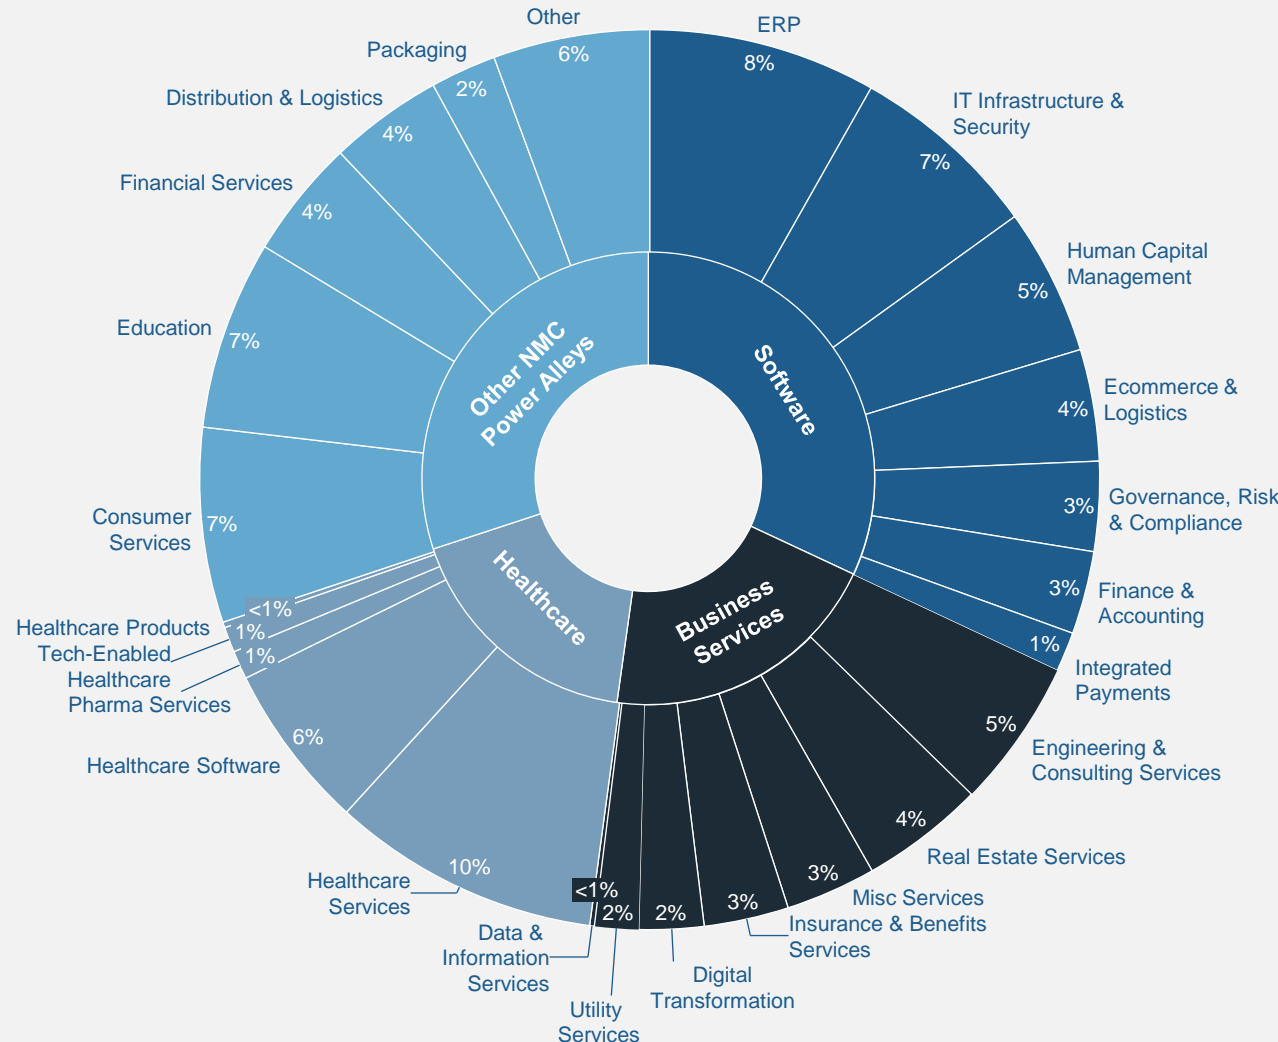 Other
6%
Packaging
2%
Distribution & Logistics
4%
Financial Services
4%
Education
7%
Consumer
Services
7%
Other NMC
Power Alleys
ERP
8%
IT Infrastructure &
Security
7%
Human Capital
Management
5%
Ecommerce &
Logistics
4%
Governance, Risk
& Compliance
3%
Finance &
Accounting
3%
Integrated
Payments
1%
Software
Engineering &
Consulting Services
5%
Real Estate Services
4%
Misc Services
3%
Insurance & Benefits
Services
3%
Digital
Transformation
2%
Utility
Services
2%
Data &
Information
Services
<1%
Business
Services
Healthcare
Services
10%
Healthcare Software
6%
Pharma Services
1%
Tech-Enabled
Healthcare
1%
Healthcare Products
<1%
Healthcare